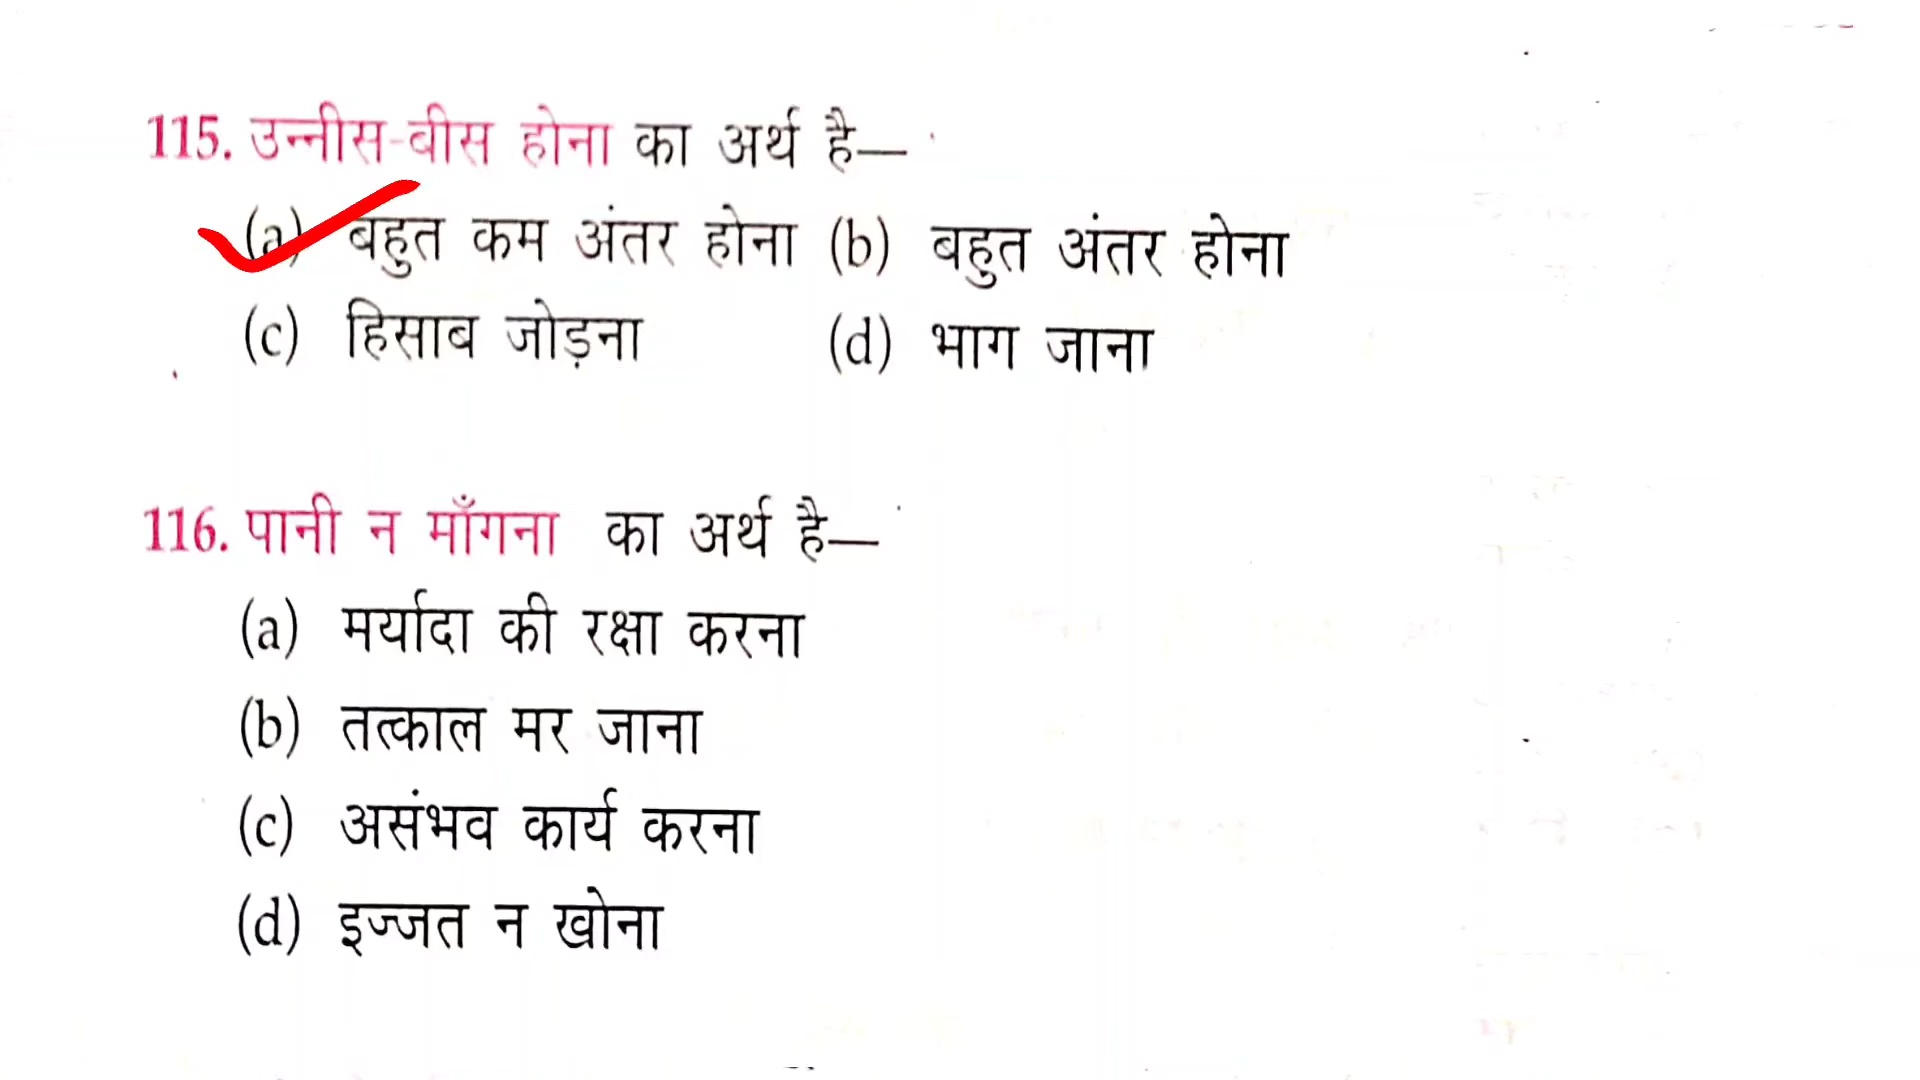 115. उन्नीस-बीस होना का अर्थ है—
(a) बहुत कम अंतर होना (b) बहुत अंतर होना
(c) हिसाब जोड़ना (d) भाग जाना
116. पानी न माँगना का अर्थ है—
(a) मर्यादा की रक्षा करना
(b) तत्काल मर जाना
(c) असंभव कार्य करना
(d) इज्जत न खोना